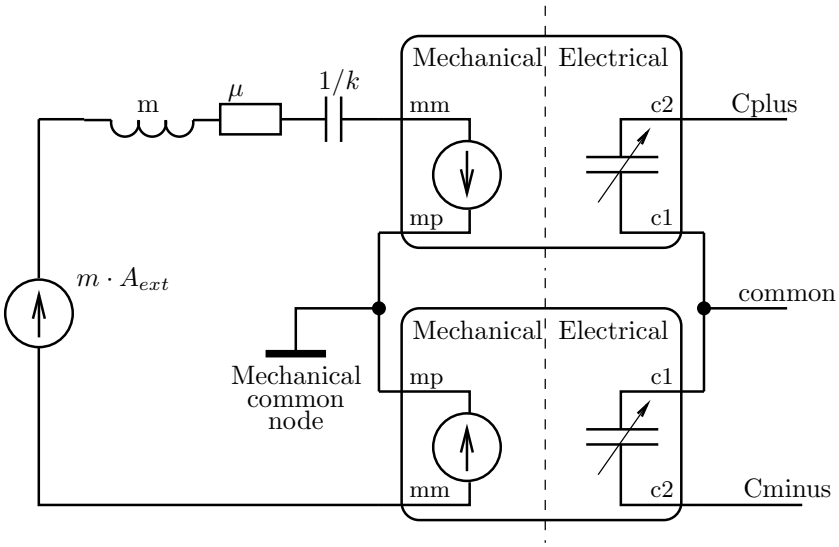 Mechanical Electrical
1/k
m
μ
mm
c2
Cplus
mp
c1
m · A_ext
common
Mechanical Electrical
Mechanical
common
node
mp
c1
mm
c2
Cminus